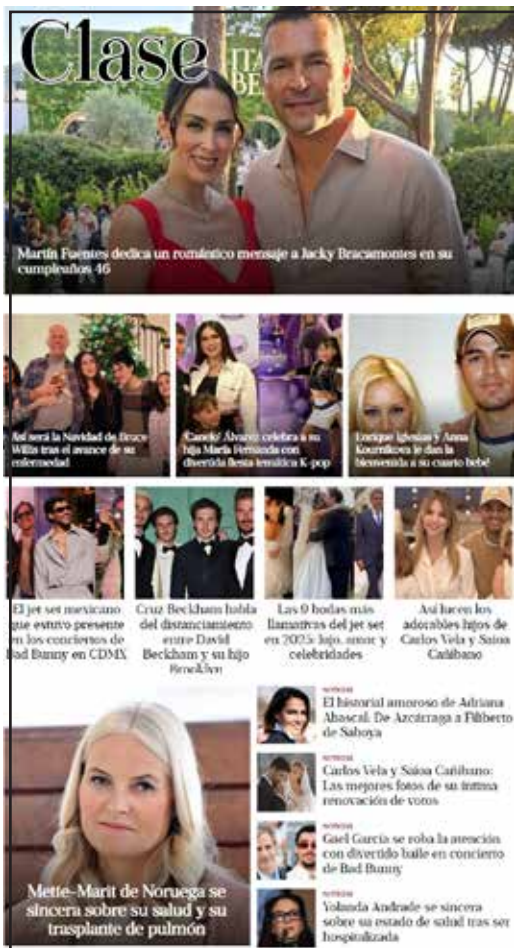 Clase
ITA
BE
Martín Fuentes dedica un romántico mensaje a Jacky Bracamontes en su
cumpleaños 46
Así será la Navidad de Bruce
Willis tras el avance de su
enfermedad
'Canelo' Álvarez celebra a su
hija María Fernanda con
divertida fiesta temática K-pop
Enrique Iglesias y Anna
Kournikova le dan la
bienvenida a su cuarto bebé
El jet set mexicano
que estuvo presente
en los conciertos de
Bad Bunny en CDMX
Cruz Beckham habla
del distanciamiento
entre David
Beckham y su hijo
Brooklyn
Las 9 bodas más
llamativas del jet set
en 2025: lujo, amor y
celebridades
Así lucen los
adorables hijos de
Carlos Vela y Saioa
Cañibano
Mette-Marit de Noruega se
sincera sobre su salud y su
trasplante de pulmón
NOTICIAS
El historial amoroso de Adriana
Abascal: De Azcárraga a Filiberto
de Saboya
NOTICIAS
Carlos Vela y Saioa Cañibano:
Las mejores fotos de su íntima
renovación de votos
NOTICIAS
Gael García se roba la atención
con divertido baile en concierto
de Bad Bunny
NOTICIAS
Yolanda Andrade se sincera
sobre su estado de salud tras ser
hospitalizada